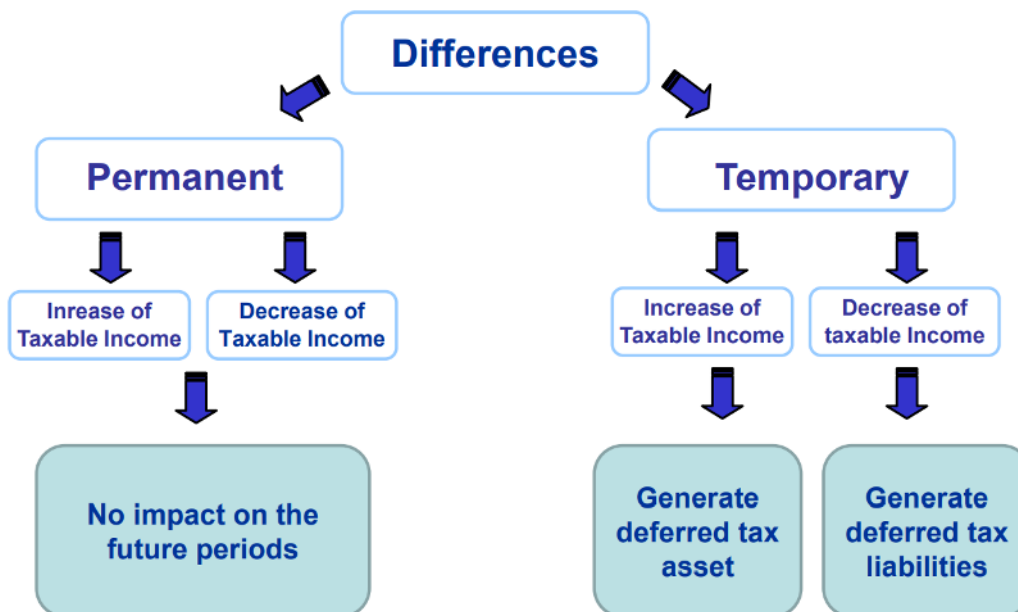 Differences
Permanent
Temporary
Inrease of
Taxable Income
Decrease of
Taxable Income
Increase of
Taxable Income
Decrease of
taxable Income
No impact on the
future periods
Generate
deferred tax
asset
Generate
deferred tax
liabilities